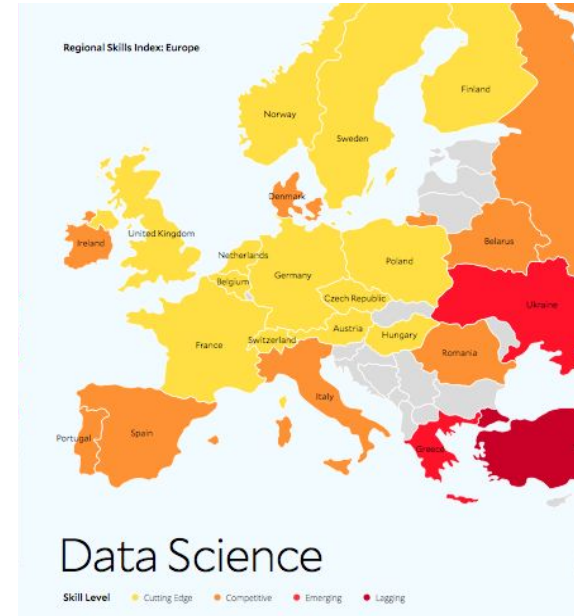 Regional Skills Index: Europe
Finland
Norway
Sweden
Denmark
Ireland
United Kingdom
Netherlands
Belarus
Belgium
Germany
Poland
Czech Republic
Ukraine
France
Switzerland
Austria
Hungary
Romania
Italy
Portugal
Spain
Greece
Data Science
Skill Level Cutting Edge Competitive Emerging Lagging